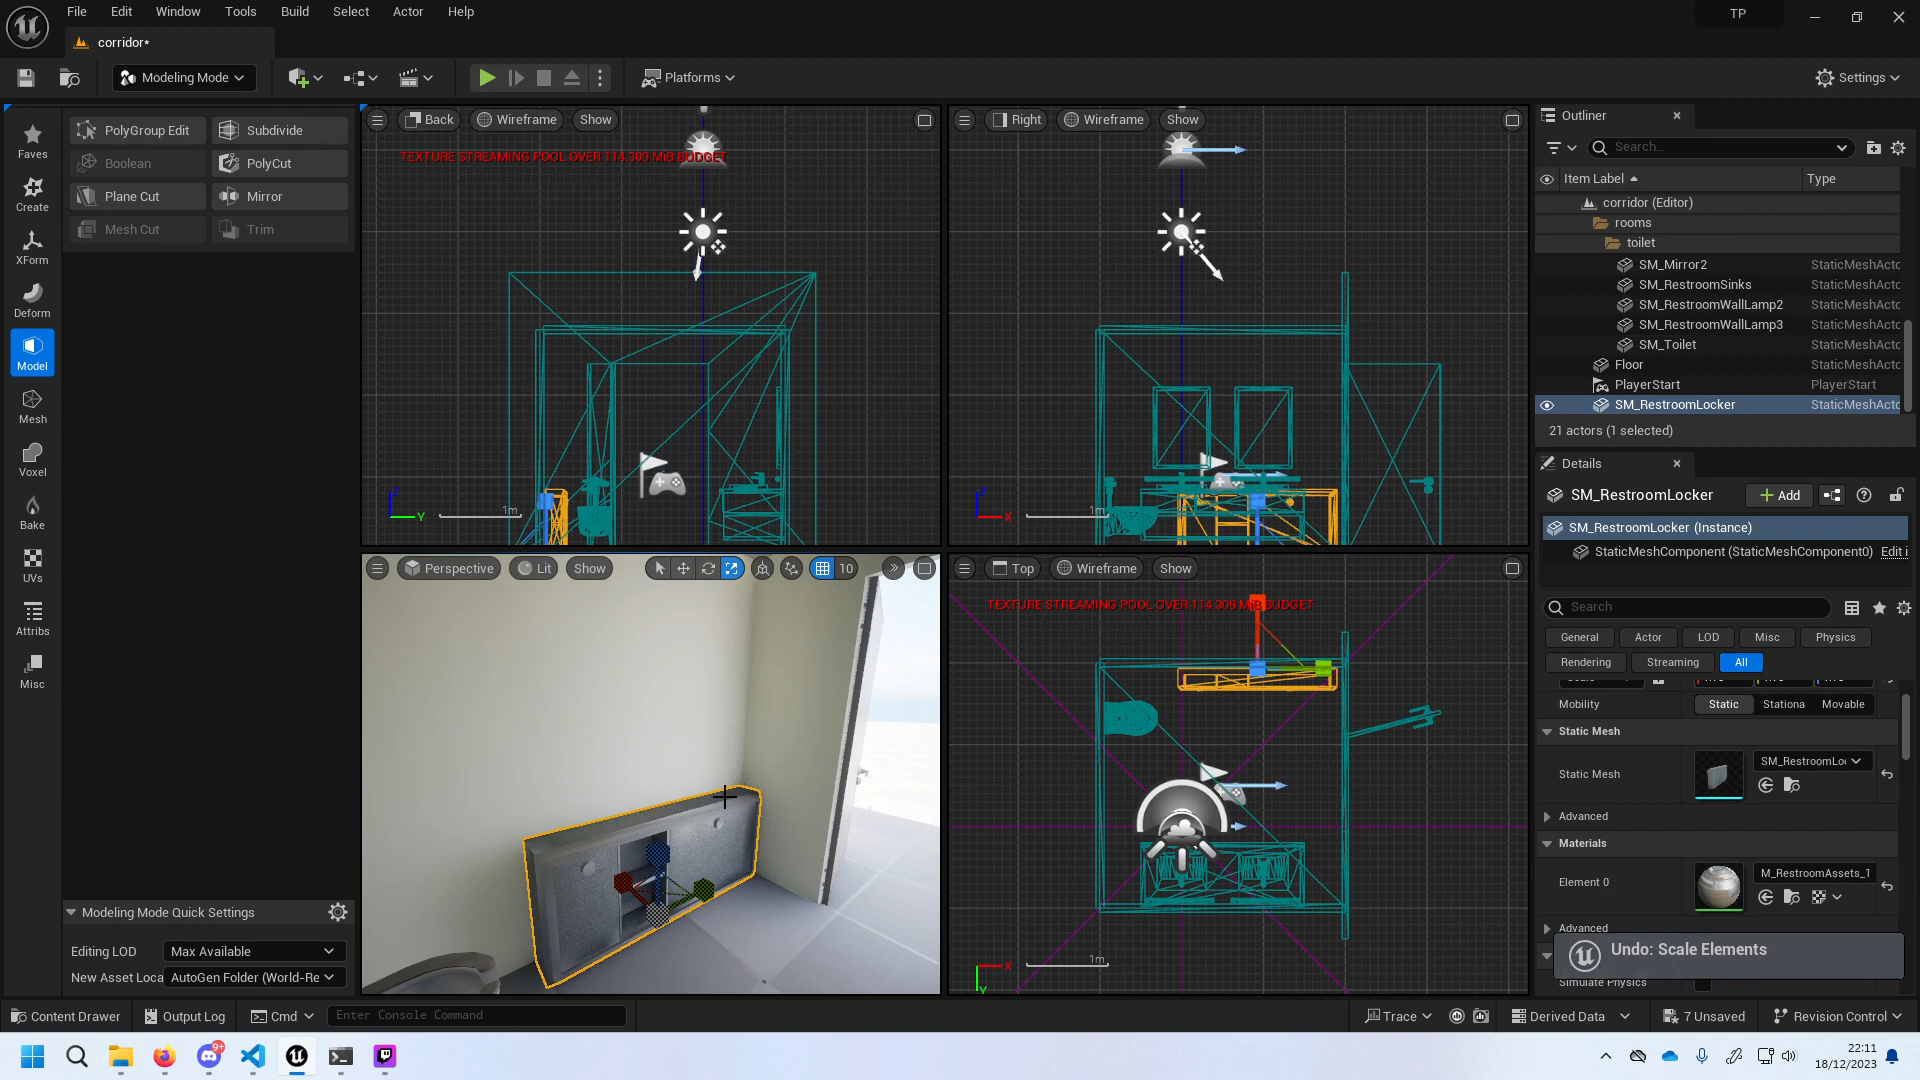 File Edit Window Tools Build Select Actor Help
TP
corridor*
Modeling Mode
Platforms
Settings
Faves
Create
XForm
Deform
Model
Mesh
Voxel
Bake
UVs
Attribs
Misc
PolyGroup Edit Subdivide
Boolean PolyCut
Plane Cut Mirror
Mesh Cut Trim
Modeling Mode Quick Settings
Editing LOD Max Available
New Asset Loca AutoGen Folder (World-Re
Back Wireframe Show
TEXTURE STREAMING POOL OVER 114.309 MiB BUDGET
Z
Y
1m
Right Wireframe Show
Z
X
1m
Perspective Lit Show 10
Top Wireframe Show
TEXTURE STREAMING POOL OVER 114.309 MiB BUDGET
X
Y
1m
Outliner
Search...
Item Label Type
corridor (Editor)
rooms
toilet
SM_Mirror2 StaticMeshActo
SM_RestroomSinks StaticMeshActo
SM_RestroomWallLamp2 StaticMeshActo
SM_RestroomWallLamp3 StaticMeshActo
SM_Toilet StaticMeshActo
Floor StaticMeshActo
PlayerStart PlayerStart
SM_RestroomLocker StaticMeshActo
21 actors (1 selected)
Details
SM_RestroomLocker Add
SM_RestroomLocker (Instance)
StaticMeshComponent (StaticMeshComponent0) Edit i
Search
General Actor LOD Misc Physics
Rendering Streaming All
Mobility Static Stationa Movable
Static Mesh
Static Mesh SM_RestroomLo
Advanced
Materials
Element 0 M_RestroomAssets_1
Advanced
Undo: Scale Elements
Simulate Physics
Content Drawer Output Log Cmd Enter Console Command
Trace Derived Data 7 Unsaved Revision Control
9+
22:11
18/12/2023